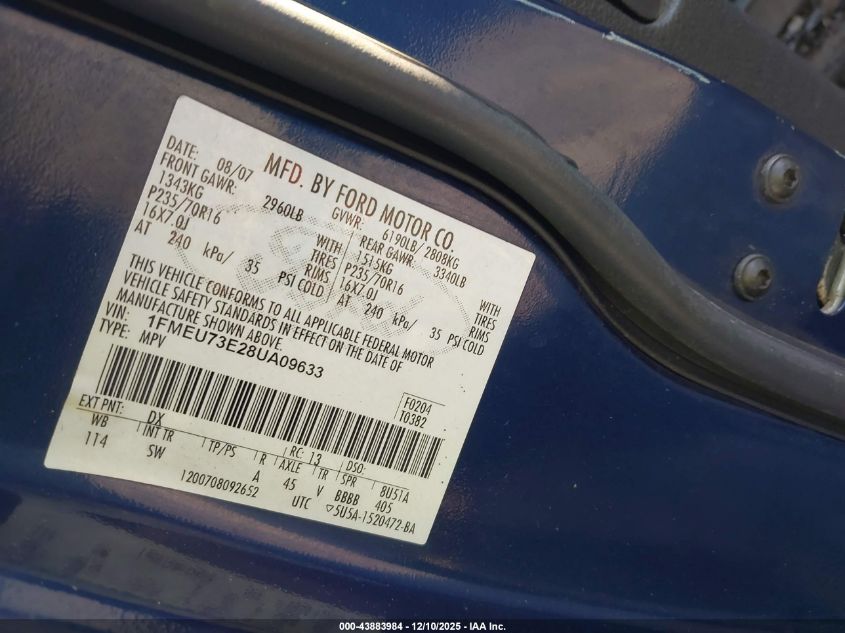 MFD. BY FORD MOTOR CO.
DATE: 08/07 GVWR: 6190LB/ 2808KG
FRONT GAWR: 2960LB REAR GAWR: 3340LB
1343KG WITH 1515KG WITH
P235/70R16 TIRES P235/70R16 TIRES
16X7.0J RIMS 16X7.0J RIMS
AT 240 kPa/ 35 PSI COLD AT 240 kPa/ 35 PSI COLD
THIS VEHICLE CONFORMS TO ALL APPLICABLE FEDERAL MOTOR
VEHICLE SAFETY STANDARDS IN EFFECT ON THE DATE OF
MANUFACTURE SHOWN ABOVE.
VIN: 1FMEU73E28UA09633
TYPE: MPV
F0204
T0382
EXT PNT: DX RC: 13 DSO:
WB INT TR TP/PS R AXLE TR SPR 8U51A
114 SW A 45 V BBBB 405
1200708092652 UTC ▽5U5A-1520472-BA
000-43883984 - 12/10/2025 - IAA Inc.